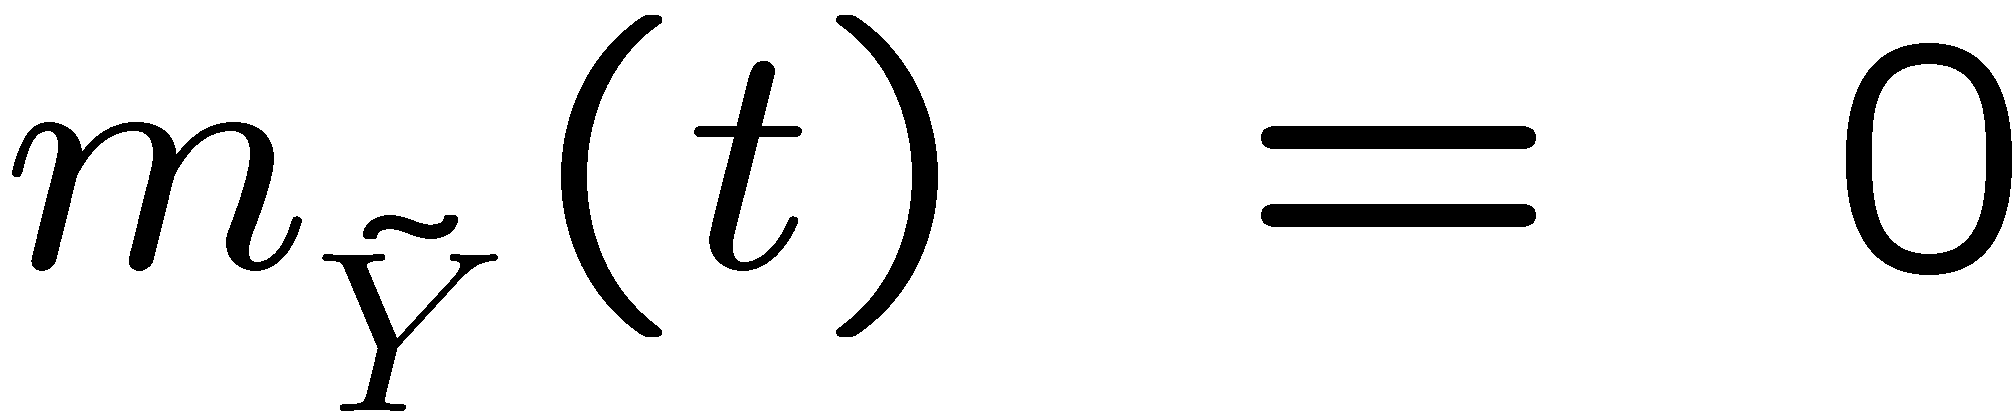 $m_{\tilde{Y}}(t) = 0$